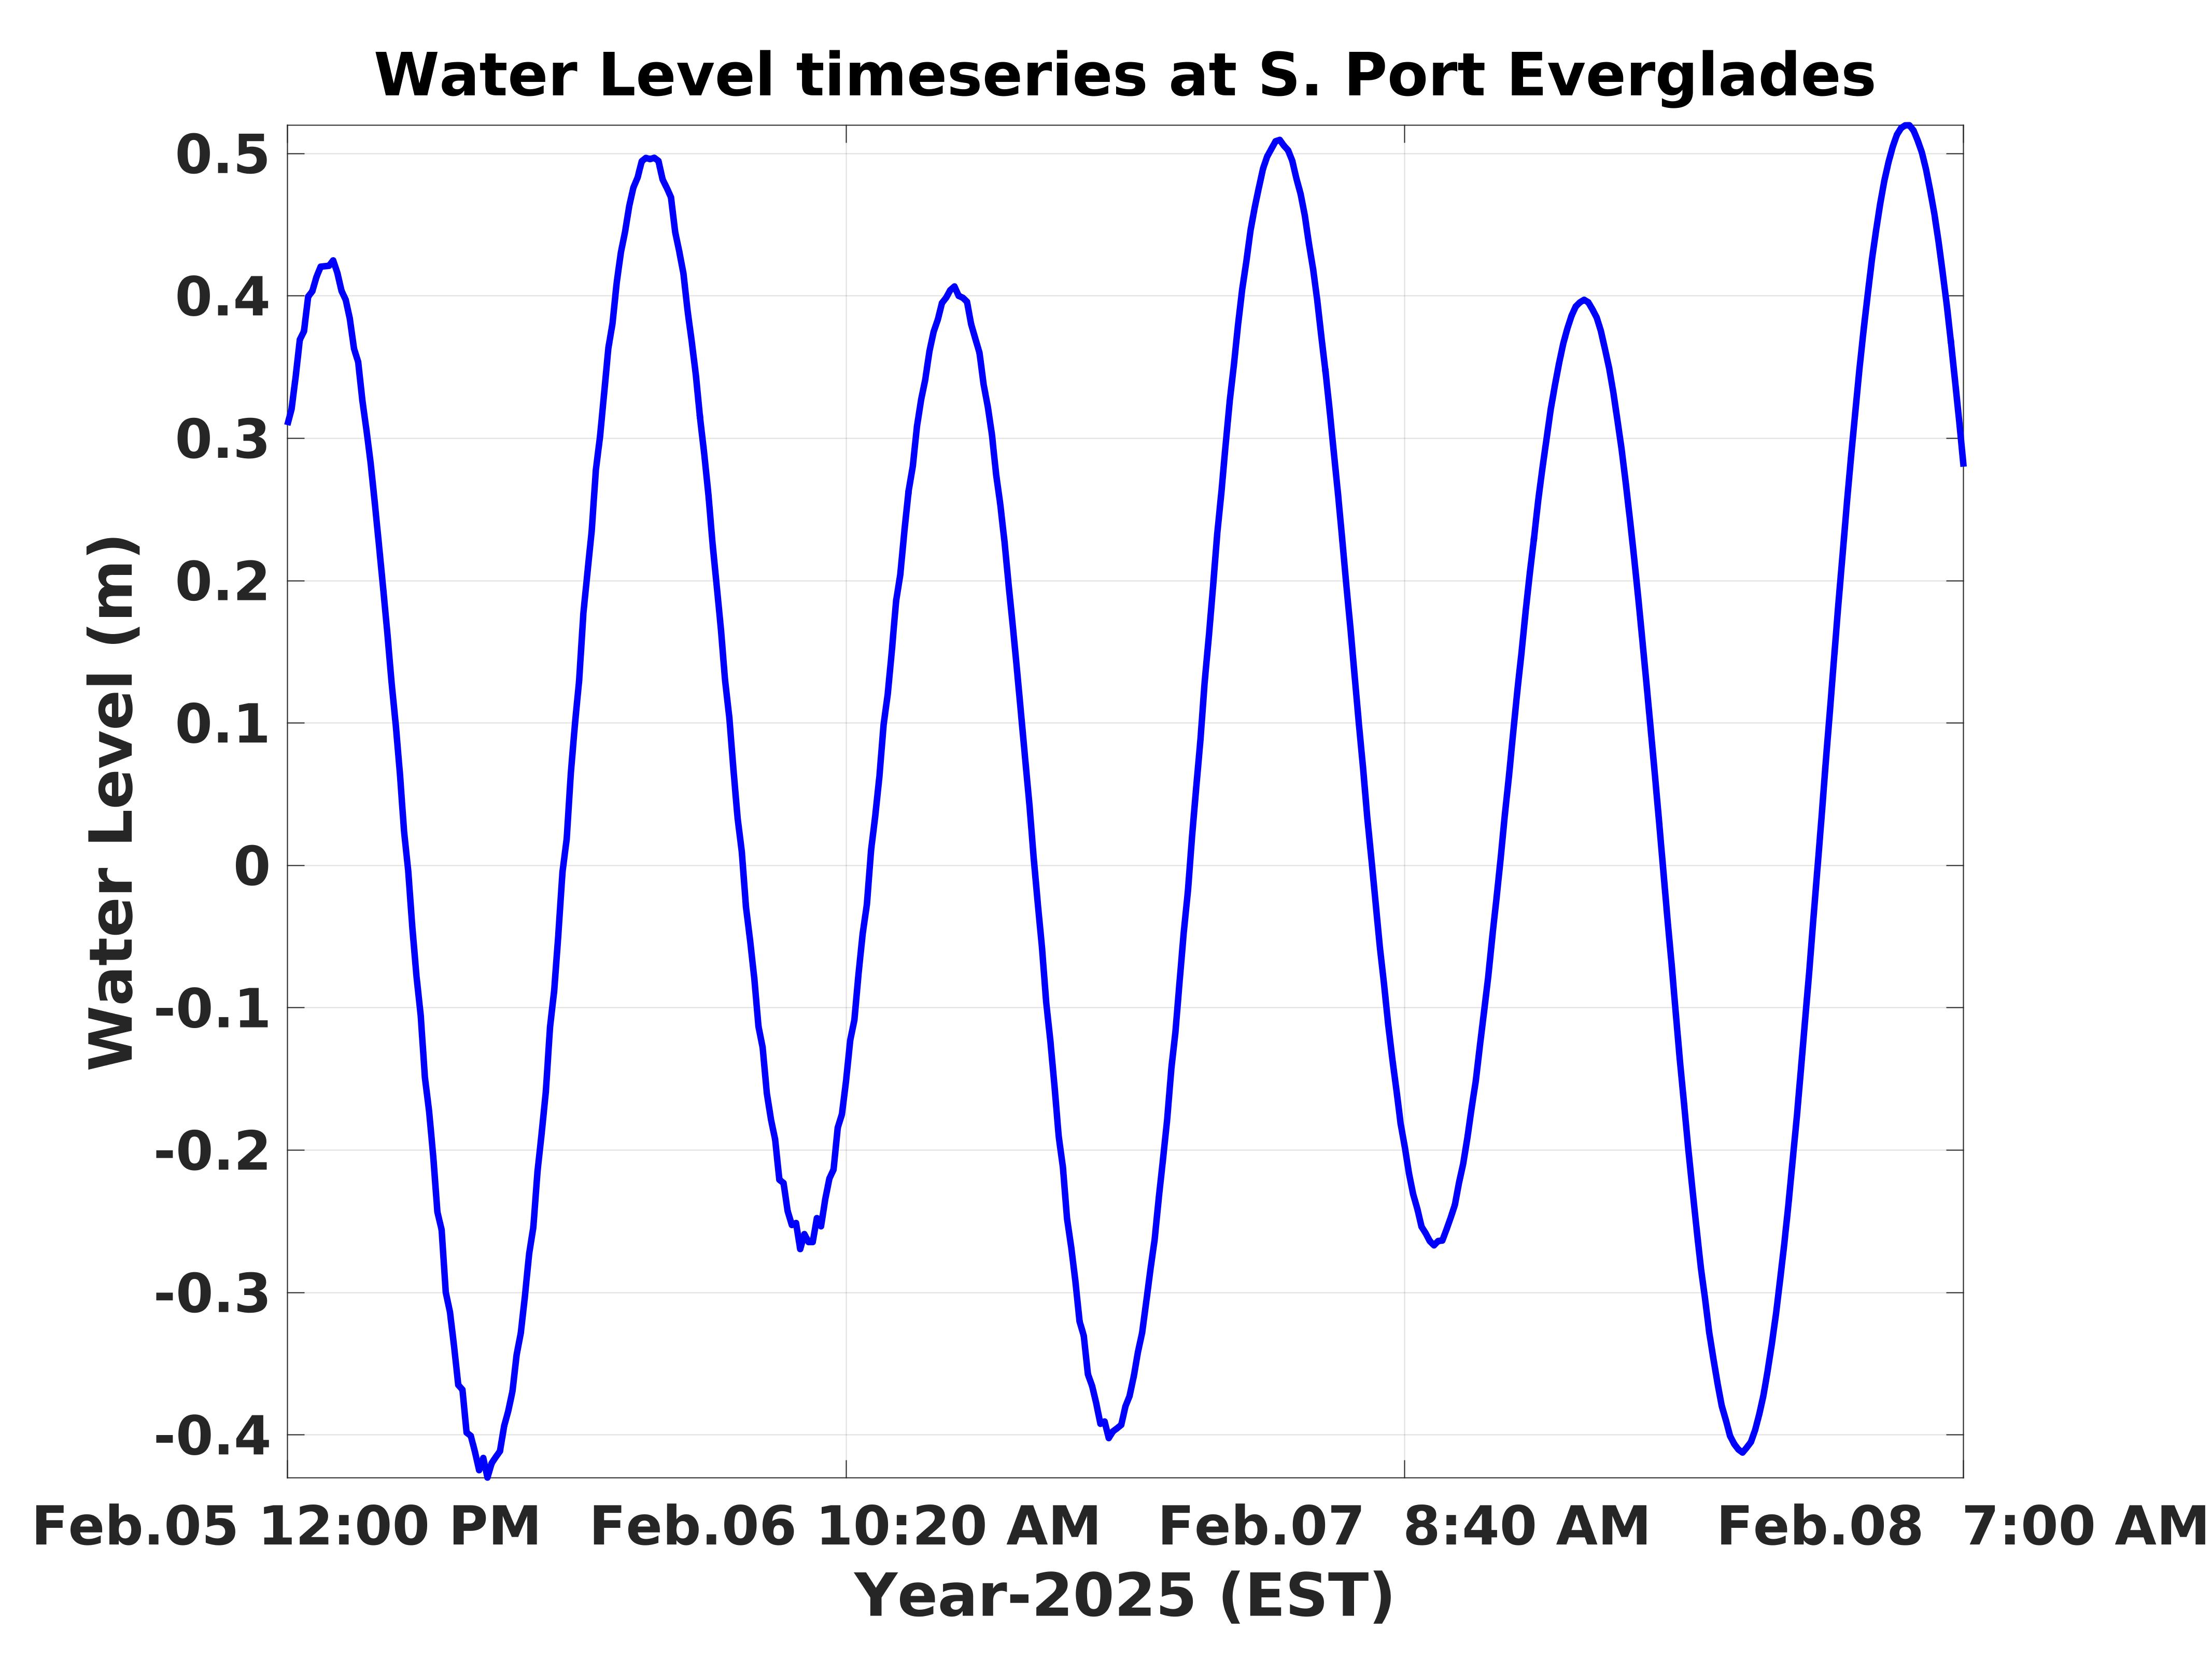 Water Level timeseries at S. Port Everglades
0.5
0.4
0.3
0.2
0.1
0
-0.1
-0.2
-0.3
-0.4
Water Level (m)
Feb.05 12:00 PM Feb.06 10:20 AM Feb.07 8:40 AM Feb.08 7:00 AM
Year-2025 (EST)